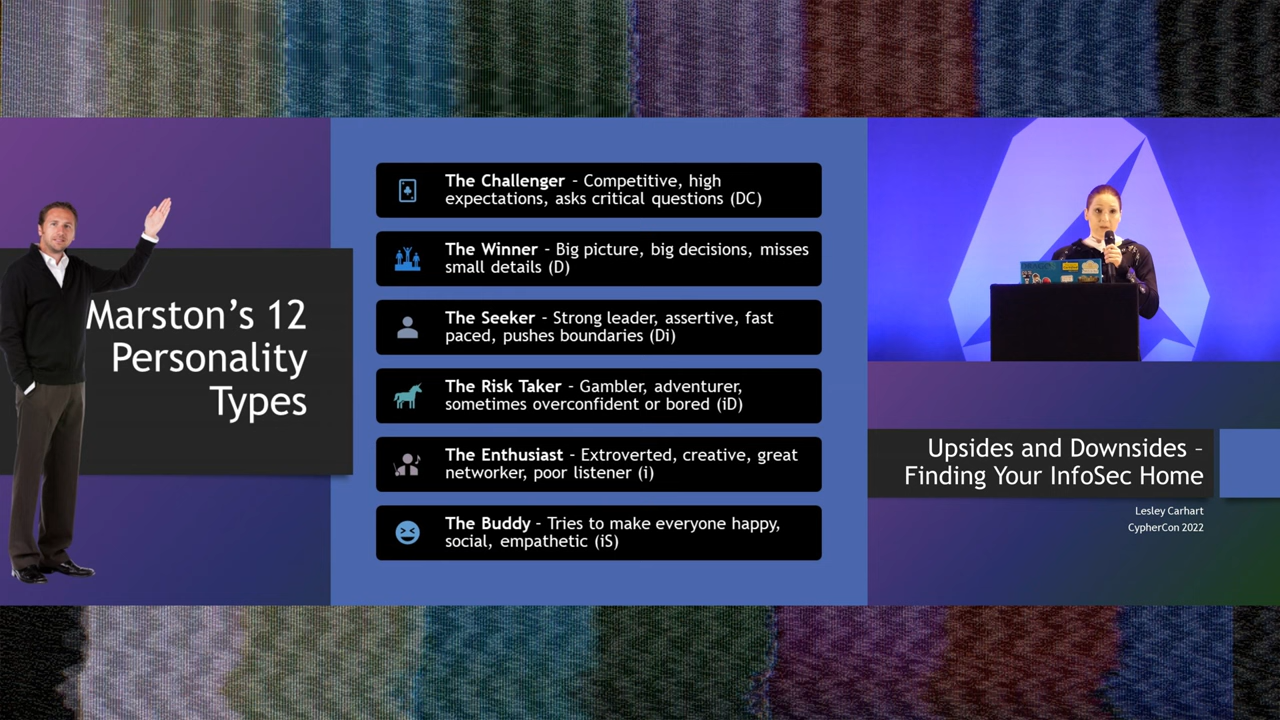 Marston's 12
Personality
Types
The Challenger - Competitive, high
expectations, asks critical questions (DC)
The Winner - Big picture, big decisions, misses
small details (D)
The Seeker - Strong leader, assertive, fast
paced, pushes boundaries (Di)
The Risk Taker - Gambler, adventurer,
sometimes overconfident or bored (iD)
The Enthusiast - Extroverted, creative, great
networker, poor listener (i)
The Buddy - Tries to make everyone happy,
social, empathetic (iS)
Upsides and Downsides –
Finding Your InfoSec Home
Lesley Carhart
CypherCon 2022